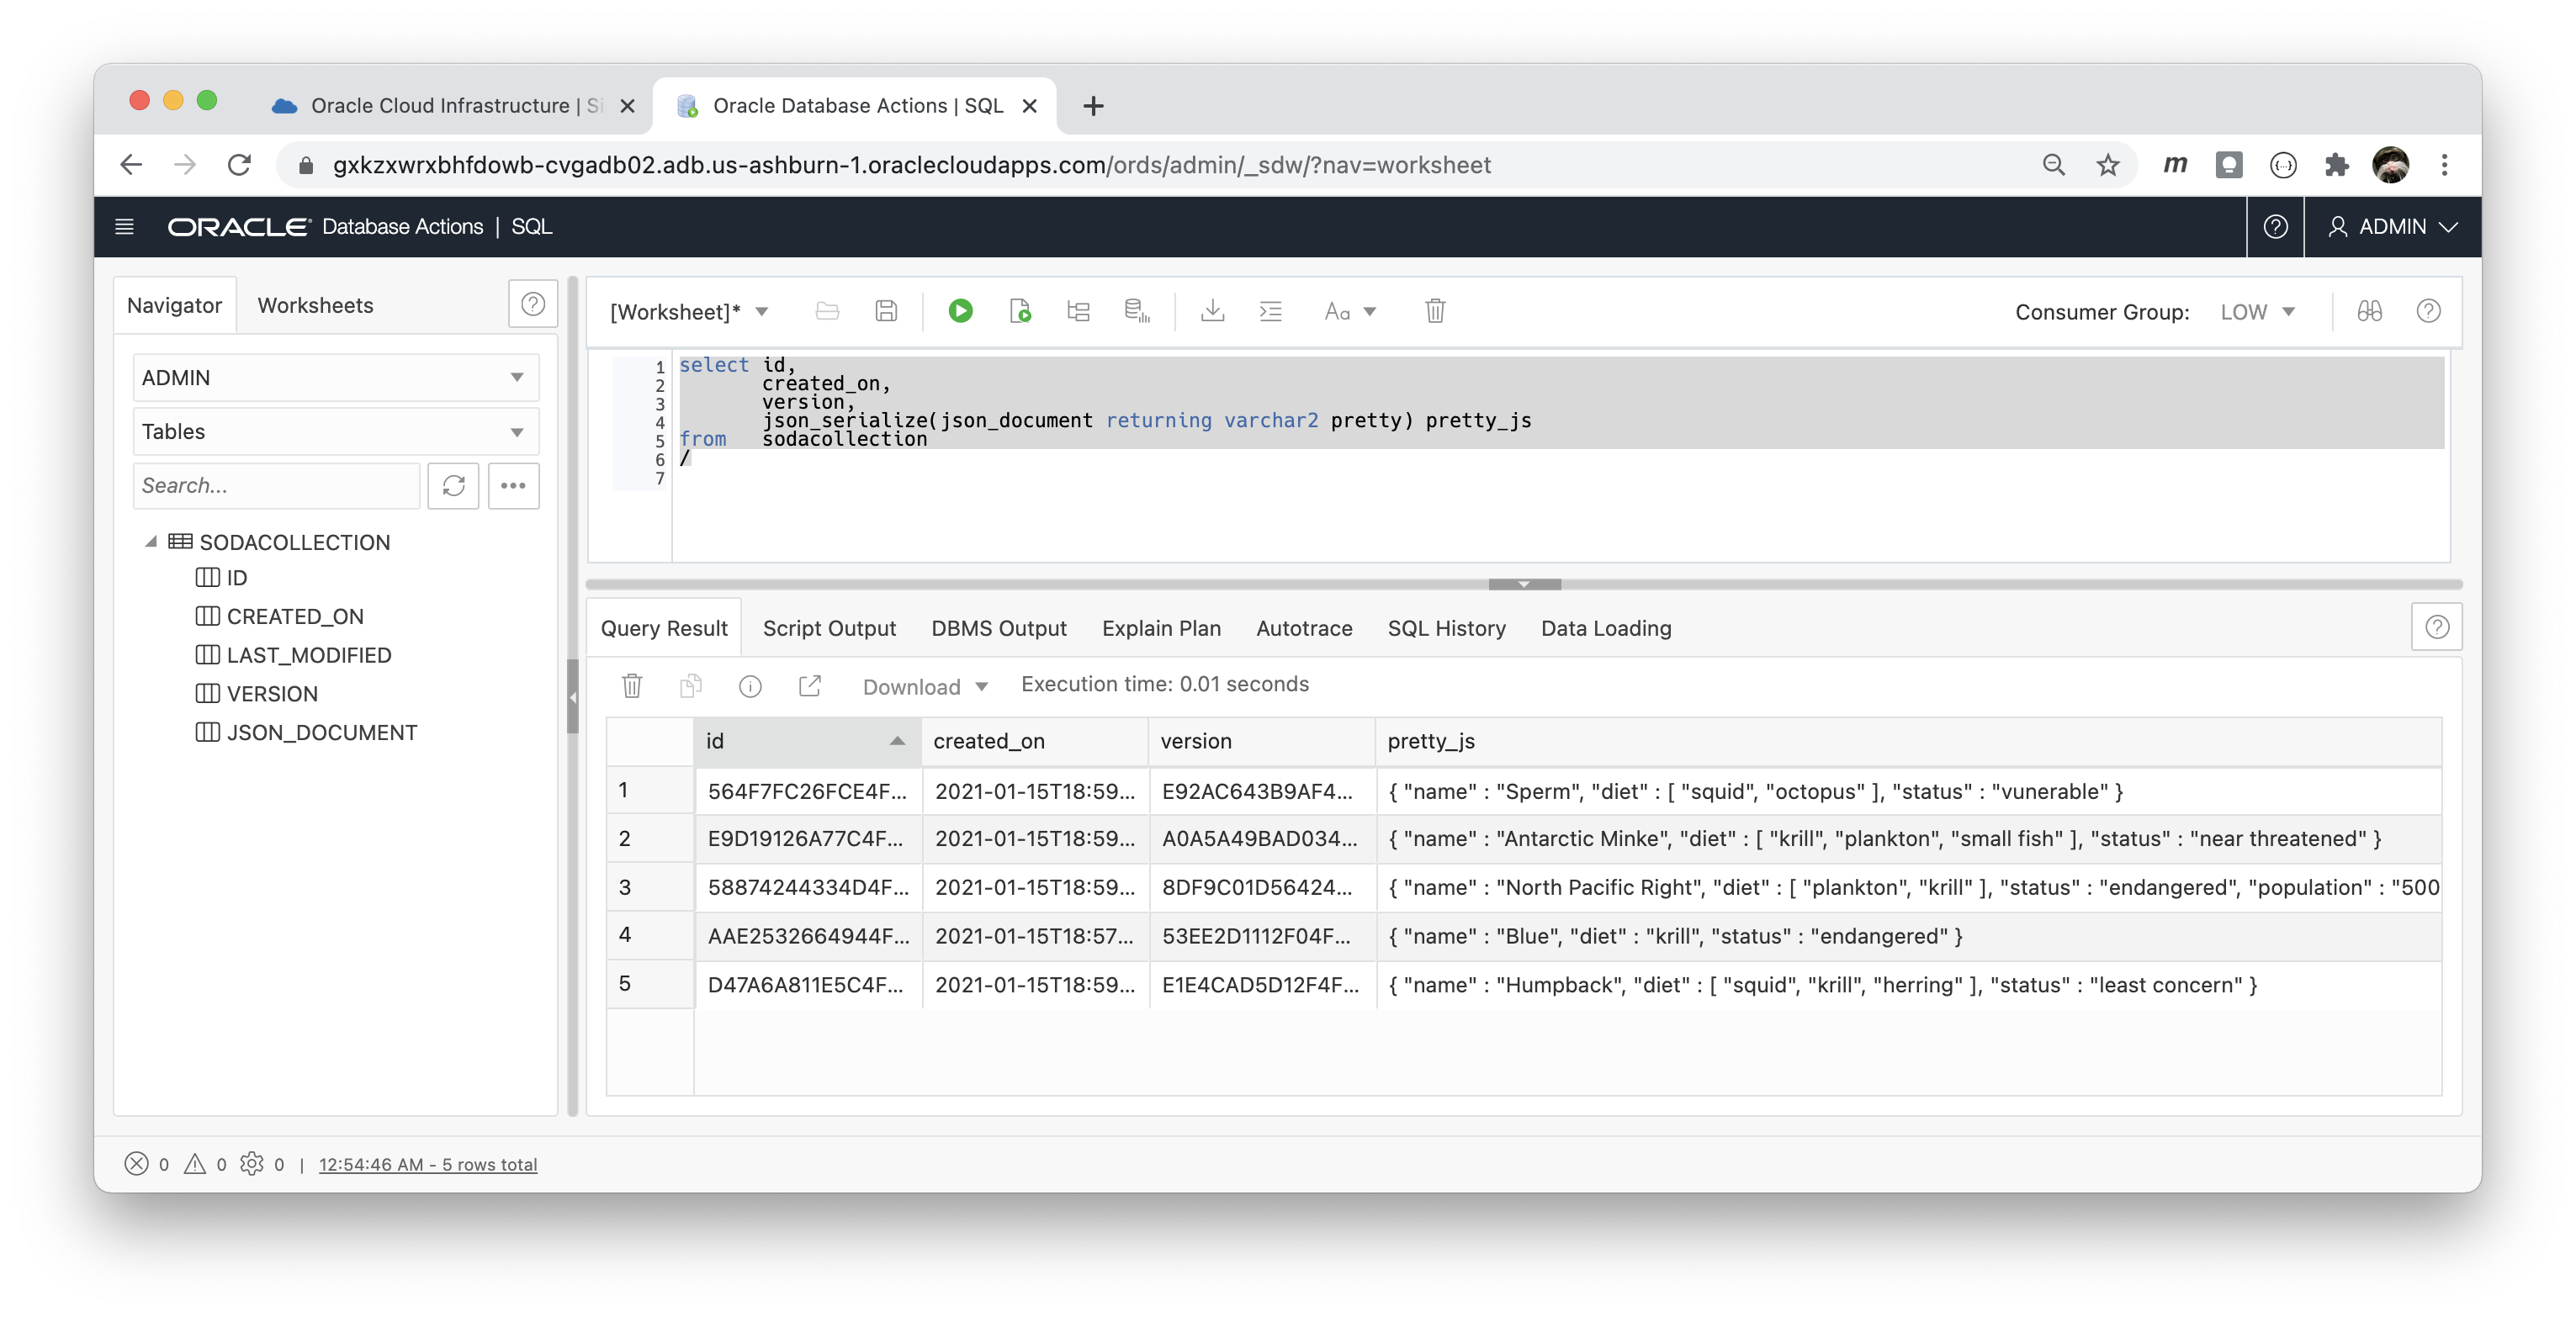 Oracle Cloud Infrastructure | Si
Oracle Database Actions | SQL
gxkzxwrxbhfdowb-cvgadb02.adb.us-ashburn-1.oraclecloudapps.com/ords/admin/_sdw/?nav=worksheet
m
ORACLE Database Actions | SQL
ADMIN
Navigator
Worksheets
[Worksheet]*
Aa
Consumer Group: LOW
ADMIN
Tables
Search...
SODACOLLECTION
ID
CREATED_ON
LAST_MODIFIED
VERSION
JSON_DOCUMENT
1 select id,
2 created_on,
3 version,
4 json_serialize(json_document returning varchar2 pretty) pretty_js
5 from sodacollection
6 /
7
Query Result Script Output DBMS Output Explain Plan Autotrace SQL History Data Loading
Download Execution time: 0.01 seconds
id created_on version pretty_js
1 564F7FC26FCE4F... 2021-01-15T18:59... E92AC643B9AF4... { "name" : "Sperm", "diet" : [ "squid", "octopus" ], "status" : "vunerable" }
2 E9D19126A77C4F... 2021-01-15T18:59... A0A5A49BAD034... { "name" : "Antarctic Minke", "diet" : [ "krill", "plankton", "small fish" ], "status" : "near threatened" }
3 58874244334D4F... 2021-01-15T18:59... 8DF9C01D56424... { "name" : "North Pacific Right", "diet" : [ "plankton", "krill" ], "status" : "endangered", "population" : "500
4 AAE2532664944F... 2021-01-15T18:57... 53EE2D1112F04F... { "name" : "Blue", "diet" : "krill", "status" : "endangered" }
5 D47A6A811E5C4F... 2021-01-15T18:59... E1E4CAD5D12F4F... { "name" : "Humpback", "diet" : [ "squid", "krill", "herring" ], "status" : "least concern" }
0 0 0 | 12:54:46 AM - 5 rows total